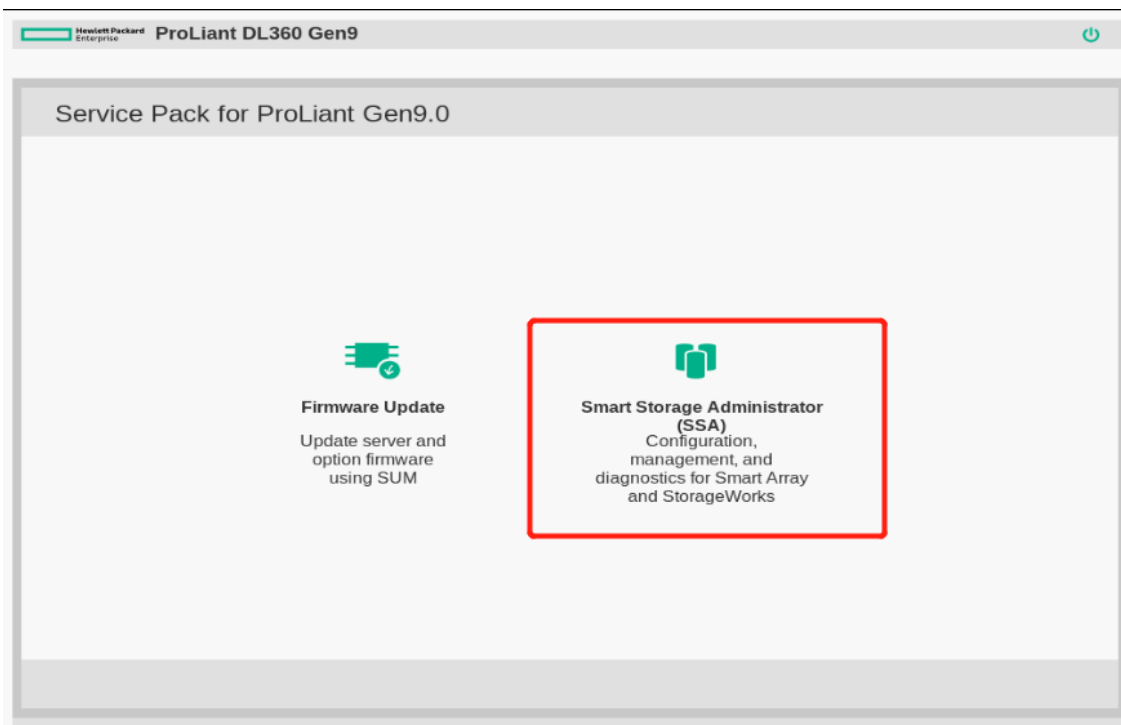 Hewlett Packard
Enterprise
ProLiant DL360 Gen9
Service Pack for ProLiant Gen9.0
Firmware Update
Update server and
option firmware
using SUM
Smart Storage Administrator
(SSA)
Configuration,
management, and
diagnostics for Smart Array
and StorageWorks